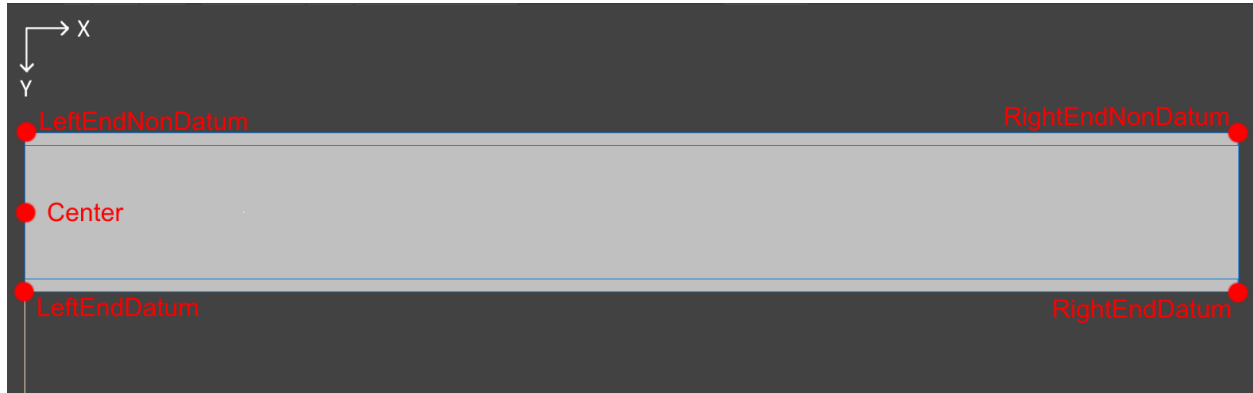 X
Y
LeftEndNonDatum
RightEndNonDatum
Center
LeftEndDatum
RightEndDatum